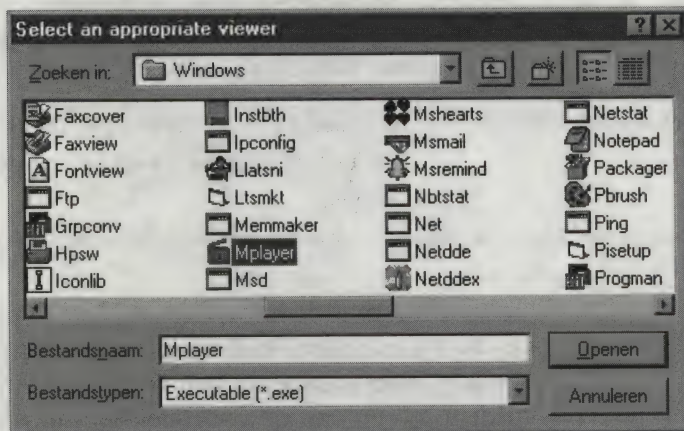 Select an appropriate viewer
Zoeken in: Windows
Faxcover
Faxview
Fontview
Ftp
Grpconv
Hpsw
Iconlib
Instbth
Ipconfig
Llatsni
Ltsmkt
Memmaker
Mplayer
Msd
Mshearts
Msmail
Msremind
Nbtstat
Net
Netdde
Netddex
Netstat
Notepad
Packager
Pbrush
Ping
Pisetup
Progman
Bestandsnaam: Mplayer Openen
Bestandstypen: Executable (*.exe) Annuleren